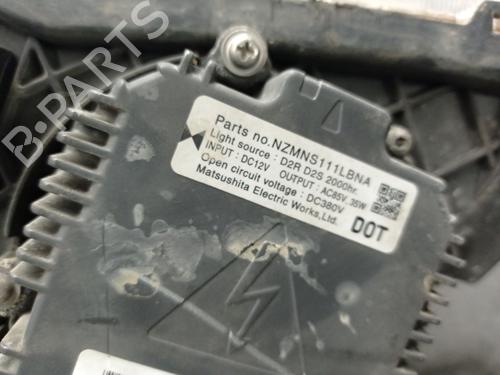 Parts no.NZMNS111LBNA
Light source : D2R D2S 2000hr.
INPUT : DC12V OUTPUT : AC85V. 35W
Open circuit voltage : DC380V
Matsushita Electric Works,Ltd.
DOT